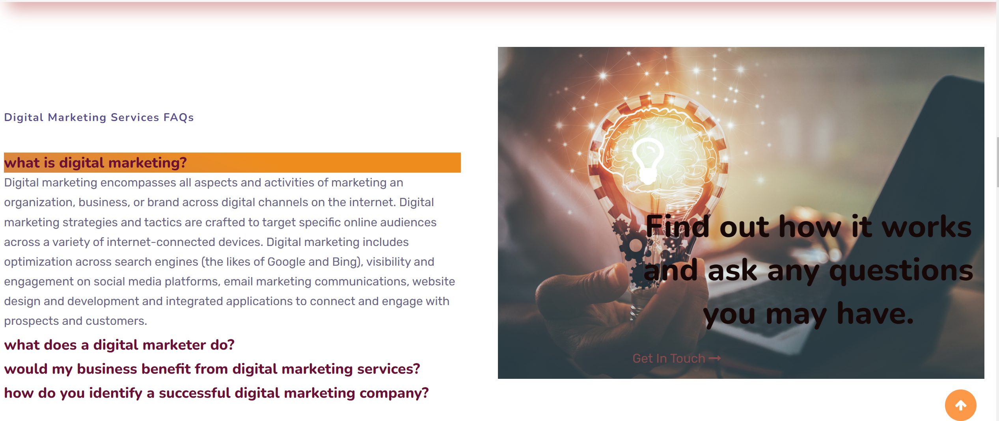 Digital Marketing Services FAQs
what is digital marketing?
Digital marketing encompasses all aspects and activities of marketing an
organization, business, or brand across digital channels on the internet. Digital
marketing strategies and tactics are crafted to target specific online audiences
across a variety of internet-connected devices. Digital marketing includes
optimization across search engines (the likes of Google and Bing), visibility and
engagement on social media platforms, email marketing communications, website
design and development and integrated applications to connect and engage with
prospects and customers.
what does a digital marketer do?
would my business benefit from digital marketing services?
how do you identify a successful digital marketing company?
Find out how it works
and ask any questions
you may have.
Get In Touch